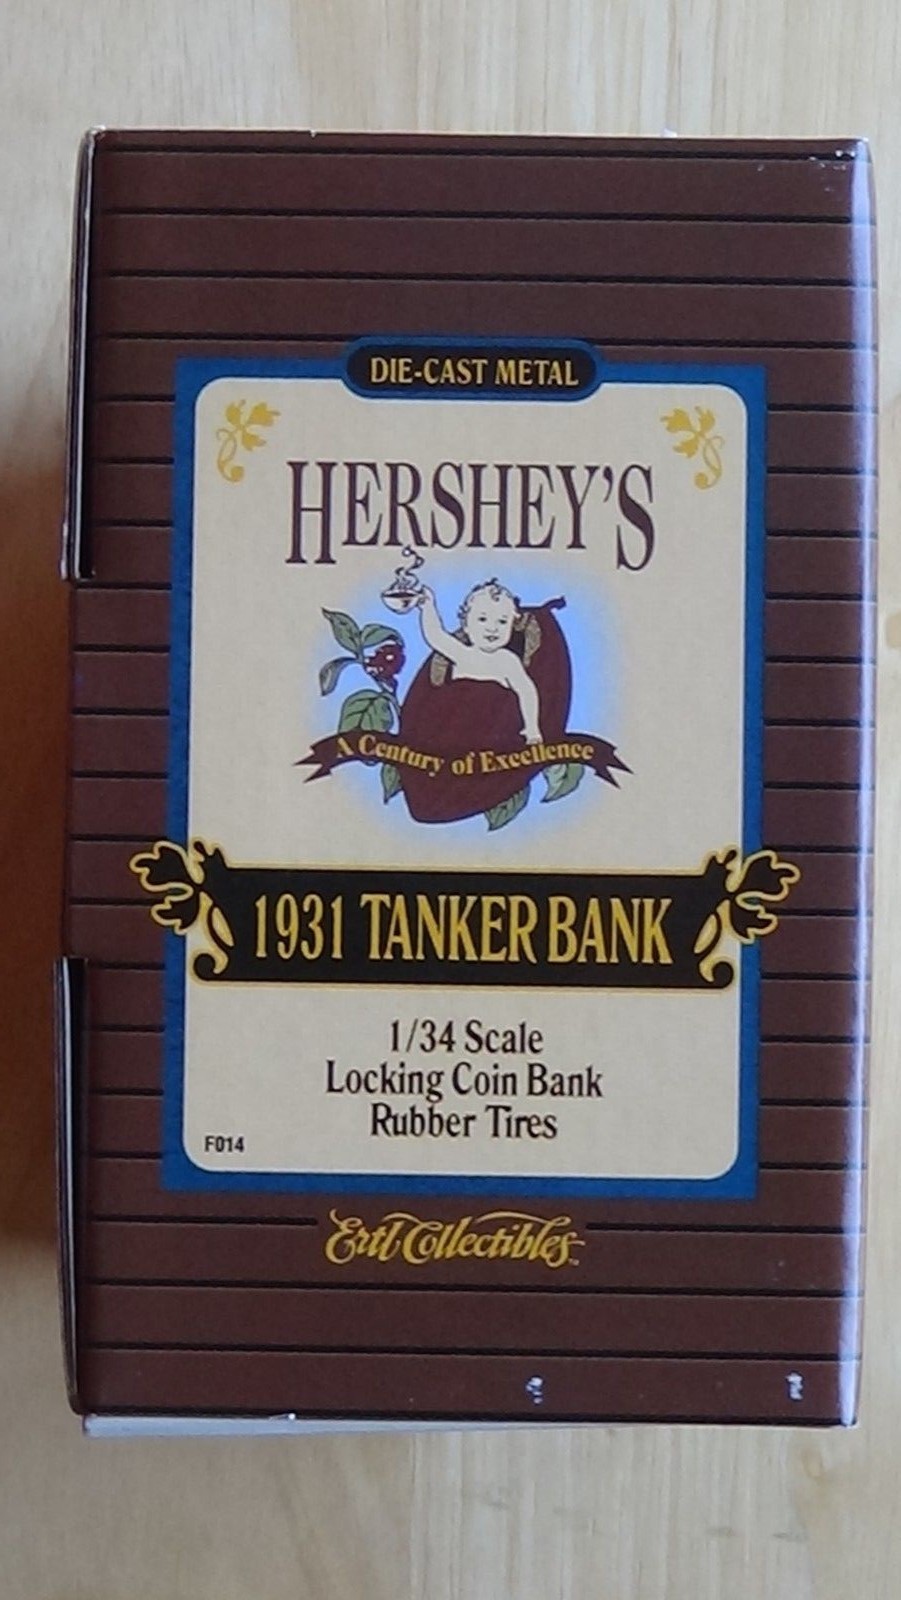 DIE-CAST METAL
HERSHEY'S
A Century of Excellence
1931 TANKER BANK
1/34 Scale
Locking Coin Bank
Rubber Tires
F014
Ertl Collectibles™